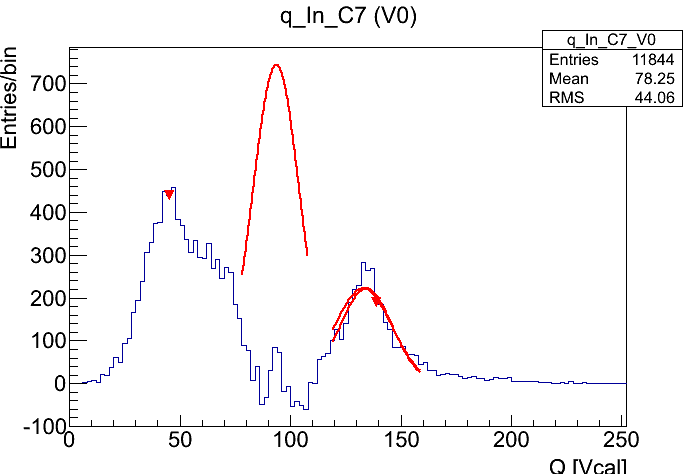 q_In_C7 (V0)
q_In_C7_V0
Entries 11844
Mean 78.25
RMS 44.06
Entries/bin
700
600
500
400
300
200
100
0
-100
0 50 100 150 200 250
Q [Vcal]